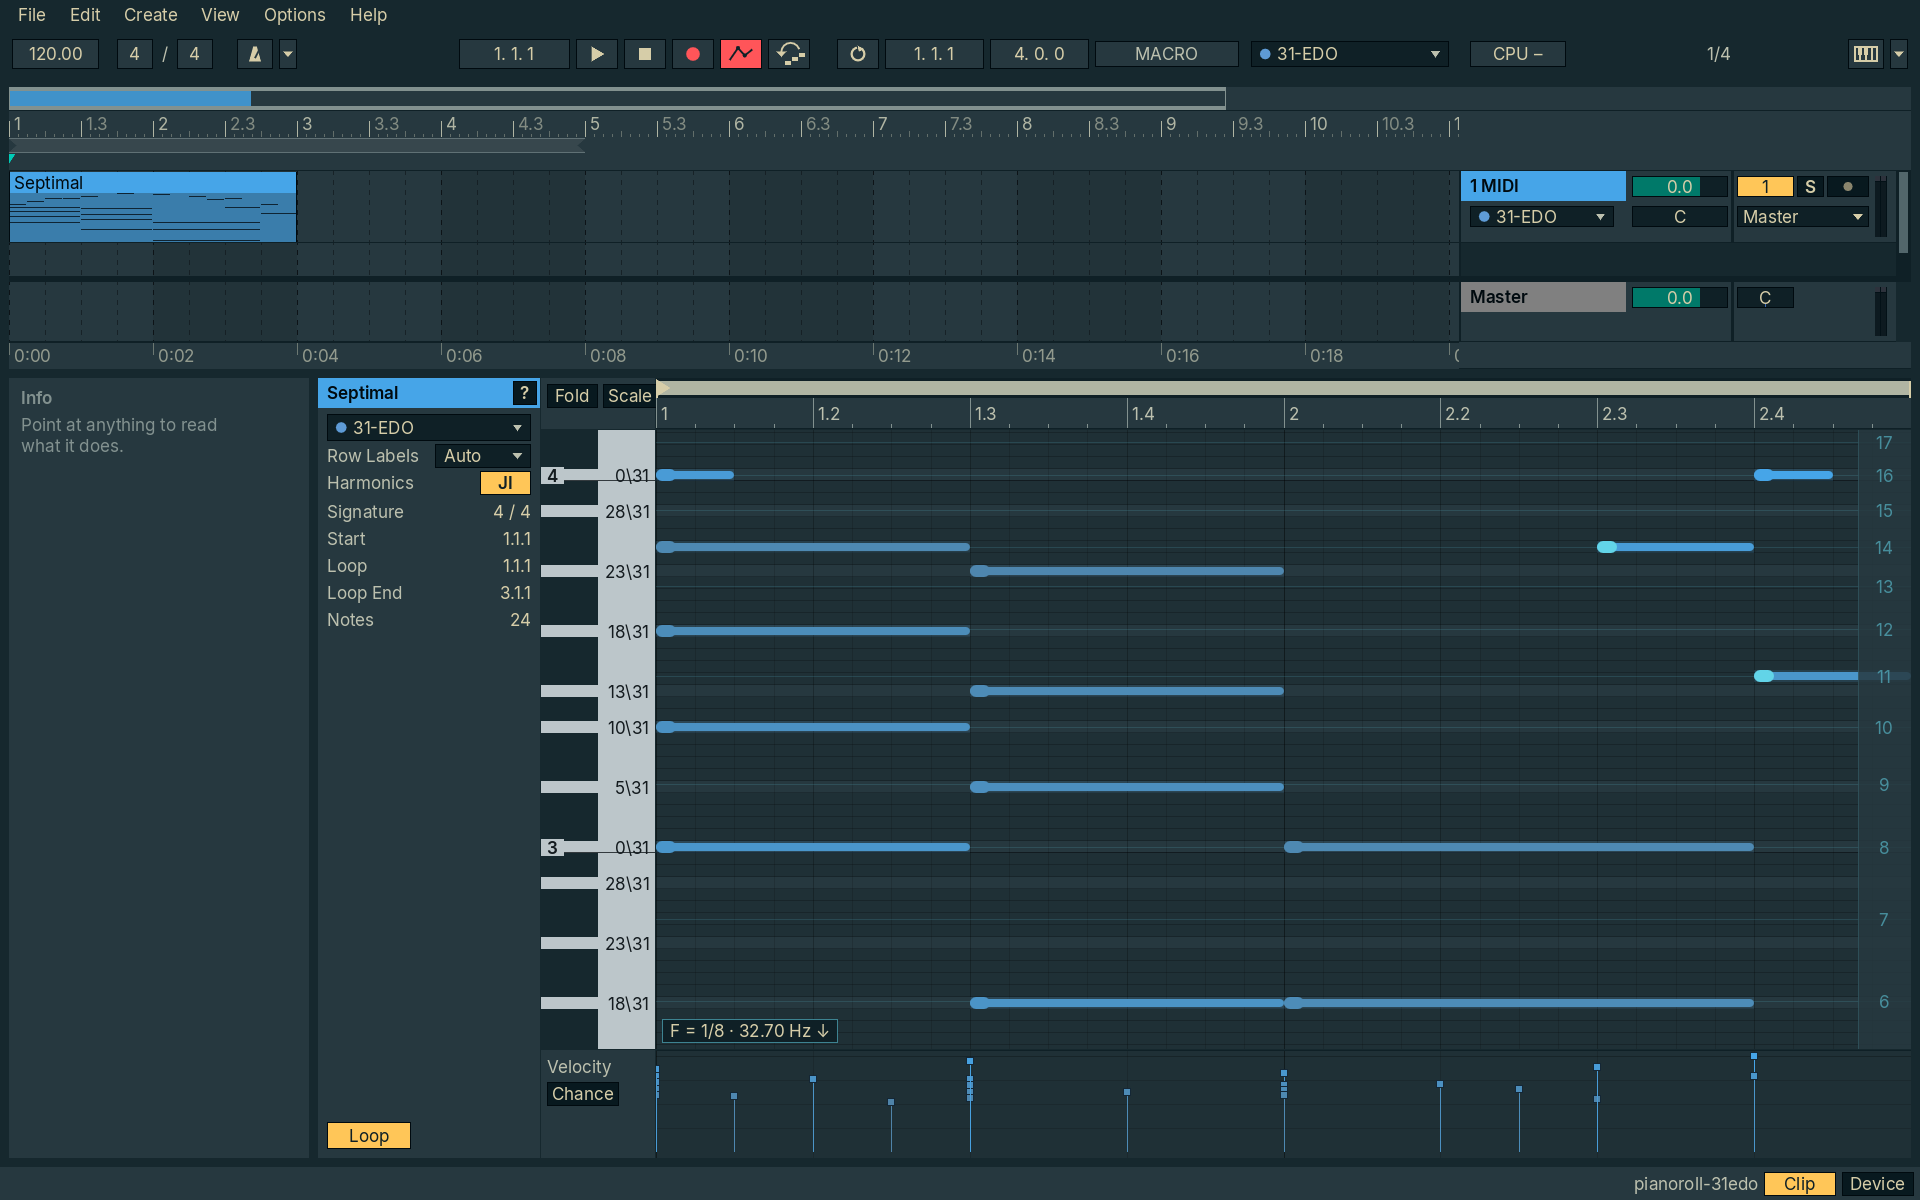 File Edit Create View Options Help
120.00 4 / 4 1. 1. 1 1. 1. 1 4. 0. 0 MACRO 31-EDO CPU – 1/4
1 1.3 2 2.3 3 3.3 4 4.3 5 5.3 6 6.3 7 7.3 8 8.3 9 9.3 10 10.3
Septimal
1 MIDI 0.0 1 S
31-EDO C Master
Master 0.0 C
0:00 0:02 0:04 0:06 0:08 0:10 0:12 0:14 0:16 0:18
Info
Point at anything to read
what it does.
Septimal ?
31-EDO
Row Labels Auto
Harmonics JI
Signature 4 / 4
Start 1.1.1
Loop 1.1.1
Loop End 3.1.1
Notes 24
Loop
Fold Scale
1 1.2 1.3 1.4 2 2.2 2.3 2.4
17
4 0\31 16
28\31 15
14
23\31
13
18\31 12
11
13\31
10\31 10
5\31 9
3 0\31 8
28\31
7
23\31
18\31 6
F = 1/8 · 32.70 Hz ↓
Velocity
Chance
pianoroll-31edo Clip Device